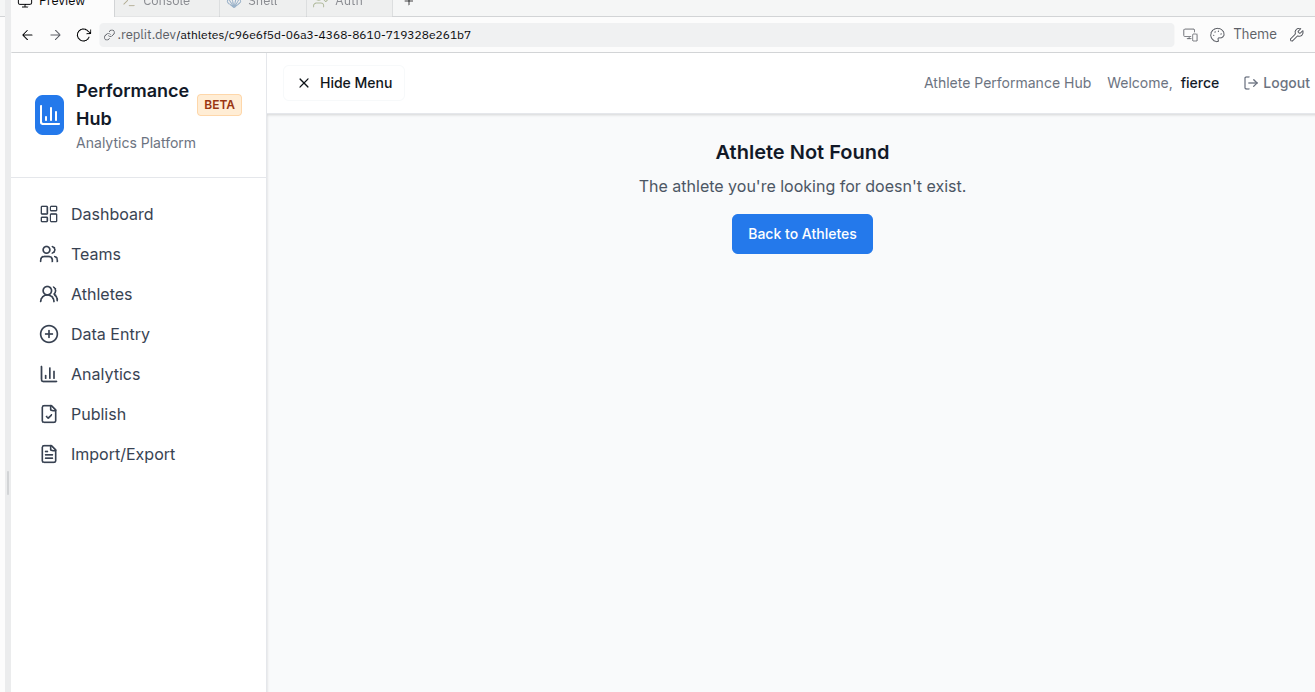 Preview
Console
Shell
Auth
.replit.dev/athletes/c96e6f5d-06a3-4368-8610-719328e261b7
Theme
Performance
Hub
BETA
Analytics Platform
Hide Menu
Athlete Performance Hub
Welcome, fierce
Logout
Dashboard
Teams
Athletes
Data Entry
Analytics
Publish
Import/Export
Athlete Not Found
The athlete you're looking for doesn't exist.
Back to Athletes